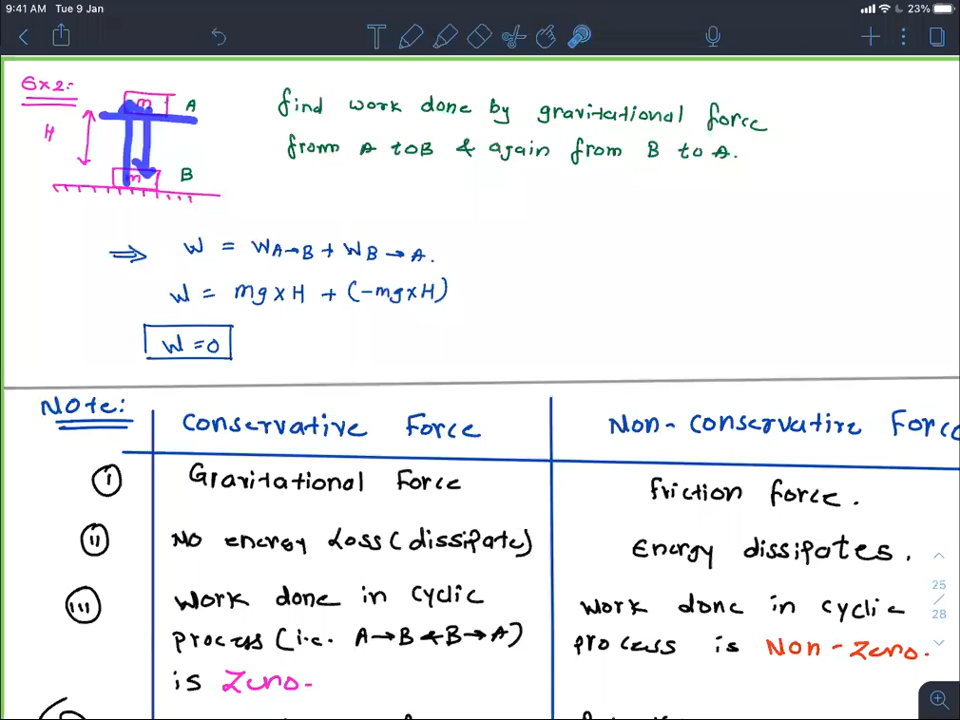 9:41 AM Tue 9 Jan
23%
Ex2:-
m A
H
m B
find work done by gravitational force
from A to B & again from B to A.
⇒ W = WA→B + WB→A.
W = mg×H + (-mg×H)
W = 0
Note:
Conservative Force
Non-conservative Force
(i) Gravitational Force
friction force.
(ii) No energy Loss (dissipate)
Energy dissipates.
(iii) Work done in cyclic
process (i.e. A→B & B→A)
is Zero-
Work done in cyclic
process is Non-Zero.
25
/
28